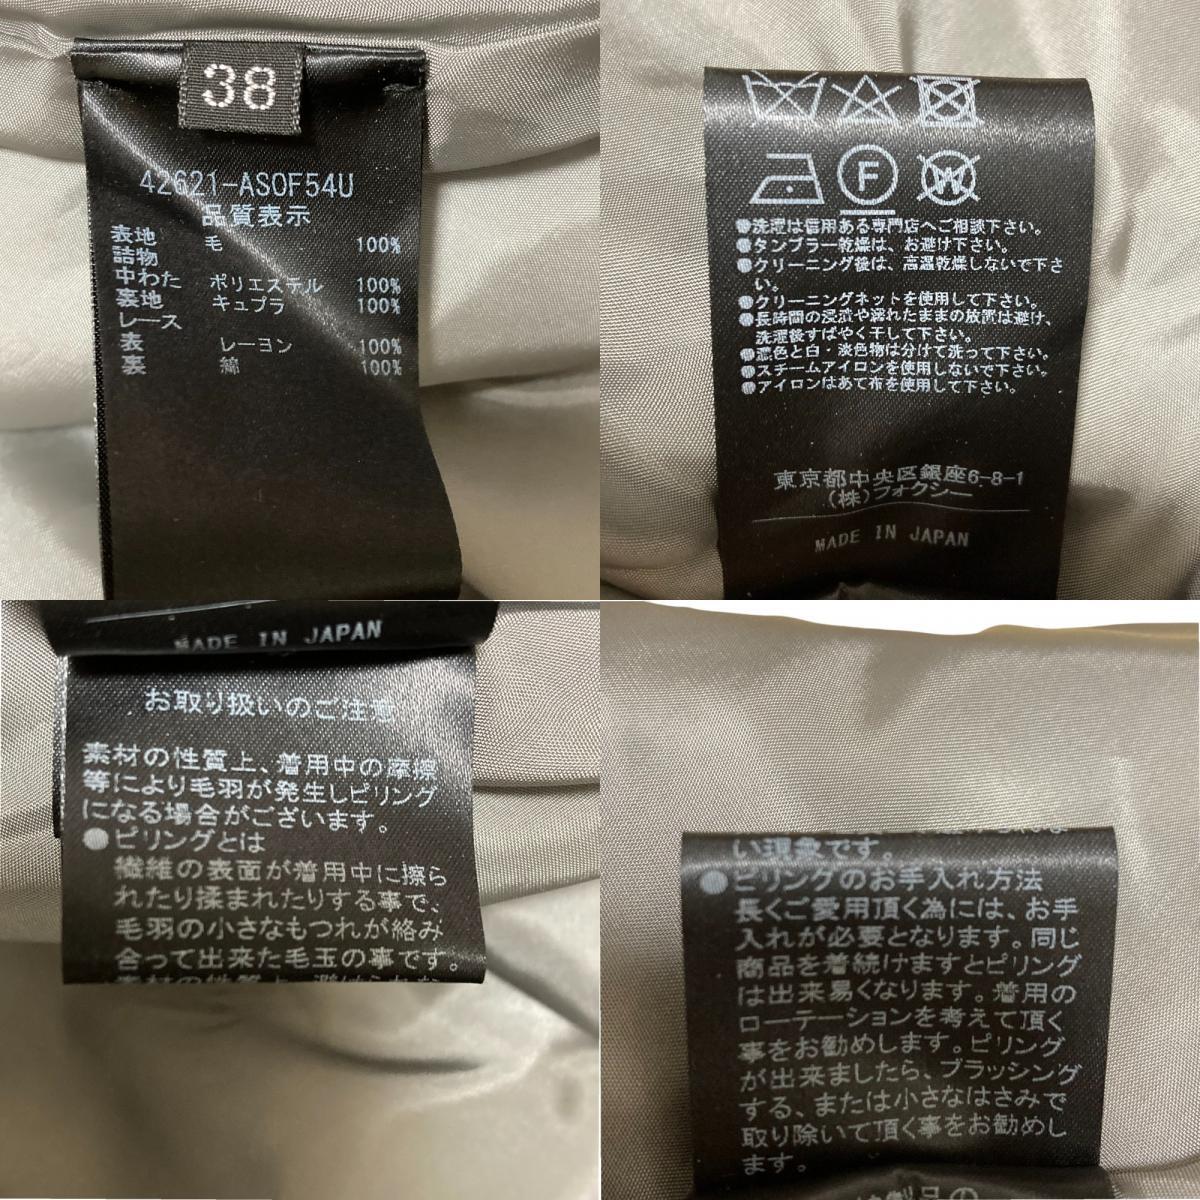 38
42621-ASOF54U
品質表示
表地 毛 100%
詰物
中わた ポリエステル 100%
裏地 キュプラ 100%
レース
表 レーヨン 100%
裏 綿 100%
F
W
●洗濯は信用ある専門店へご相談下さい。
●タンブラー乾燥は、お避け下さい。
●クリーニング後は、高温乾燥しないで下さ
い。
●クリーニングネットを使用して下さい。
●長時間の浸漬や濡れたままの放置は避け、
洗濯後すばやく干して下さい。
●濃色と白・淡色物は分けて洗って下さい。
●スチームアイロンを使用しないで下さい。
●アイロンはあて布を使用して下さい。
東京都中央区銀座6-8-1
(株)フォクシー
MADE IN JAPAN
MADE IN JAPAN
お取り扱いのご注意
素材の性質上、着用中の摩擦
等により毛羽が発生しピリング
になる場合がございます。
●ピリングとは
繊維の表面が着用中に擦ら
れたり揉まれたりする事で、
毛羽の小さなもつれが絡み
合って出来た毛玉の事です。
素材の性質上、避けられな
い現象です。
●ピリングのお手入れ方法
長くご愛用頂く為には、お手
入れが必要となります。同じ
商品を着続けますとピリング
は出来易くなります。着用の
ローテーションを考えて頂く
事をお勧めします。ピリング
が出来ましたら、ブラッシング
する、または小さなはさみで
取り除いて頂く事をお勧めし
ます。
製品の